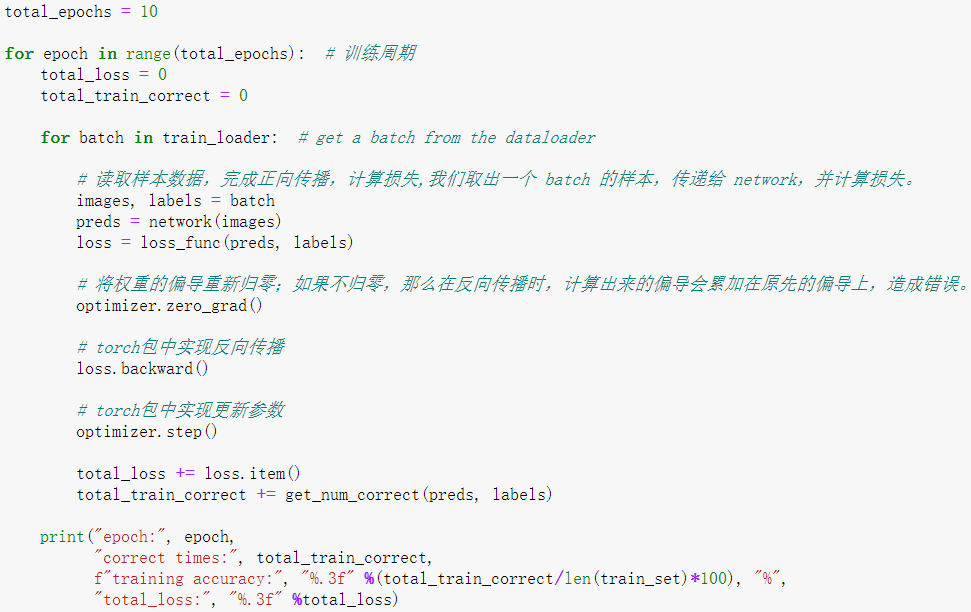 total_epochs = 10
for epoch in range(total_epochs):  # 训练周期
    total_loss = 0
    total_train_correct = 0
    for batch in train_loader:  # get a batch from the dataloader
        # 读取样本数据，完成正向传播，计算损失,我们取出一个 batch 的样本，传递给 network，并计算损失。
        images, labels = batch
        preds = network(images)
        loss = loss_func(preds, labels)
        # 将权重的偏导重新归零；如果不归零，那么在反向传播时，计算出来的偏导会累加在原先的偏导上，造成错误。
        optimizer.zero_grad()
        # torch包中实现反向传播
        loss.backward()
        # torch包中实现更新参数
        optimizer.step()
        total_loss += loss.item()
        total_train_correct += get_num_correct(preds, labels)
    print("epoch:", epoch,
          "correct times:", total_train_correct,
          f"training accuracy:", "%.3f" %(total_train_correct/len(train_set)*100), "%",
          "total_loss:", "%.3f" %total_loss)